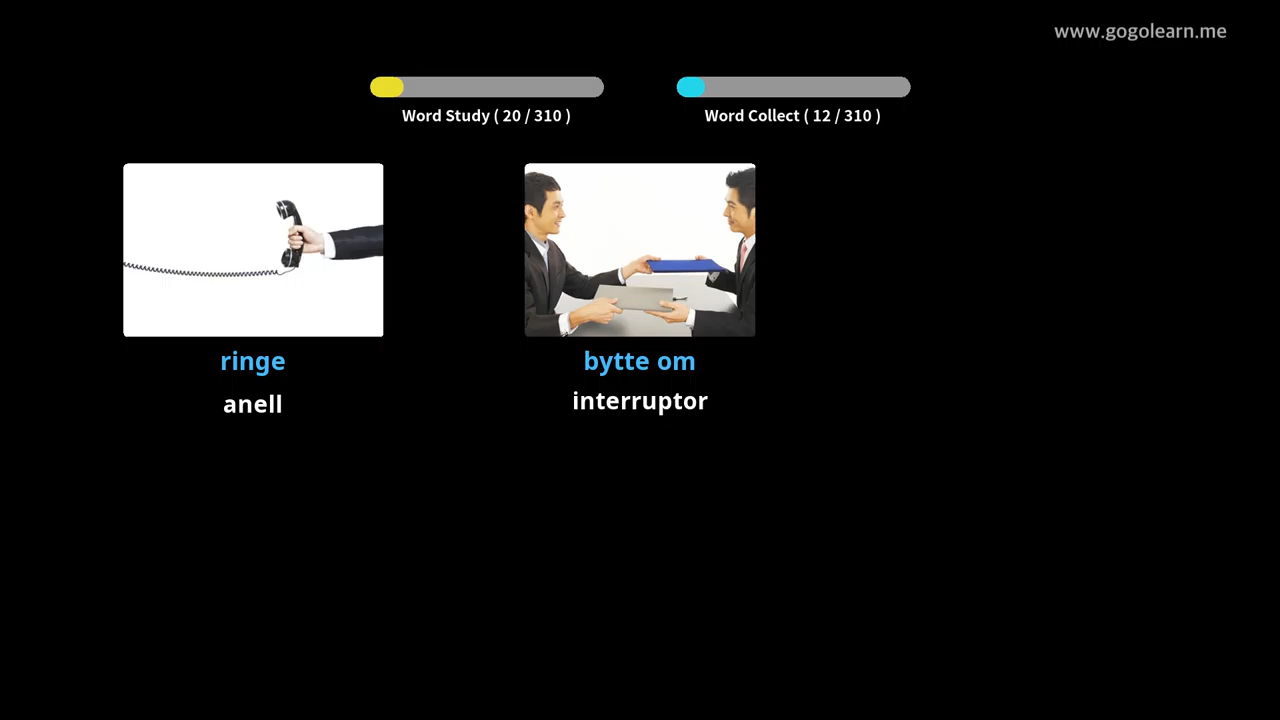 www.gogolearn.me
Word Study ( 20 / 310 )
Word Collect ( 12 / 310 )
ringe
bytte om
anell
interruptor